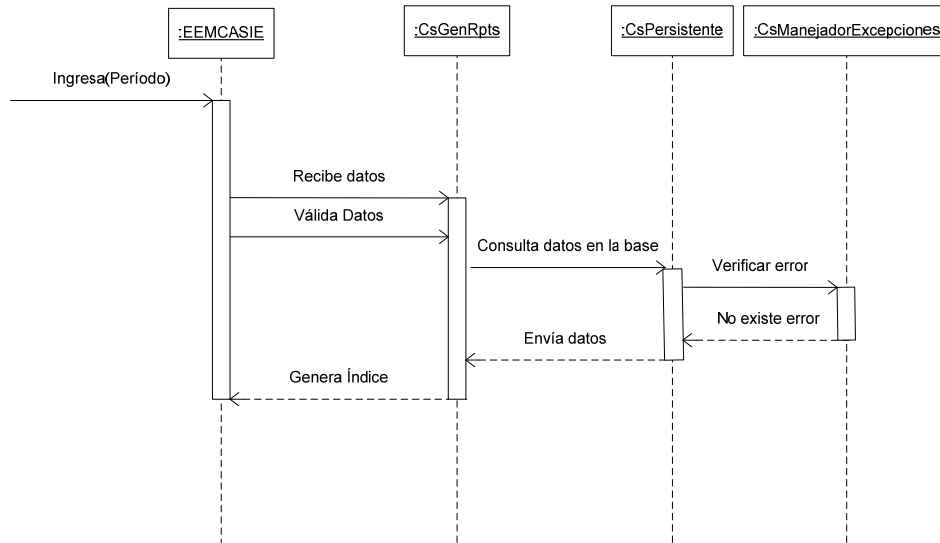 :EEMCASIE
:CsGenRpts
:CsPersistente
:CsManejadorExcepciones
Ingresa(Período)
Recibe datos
Válida Datos
Consulta datos en la base
Verificar error
No existe error
Envía datos
Genera Índice